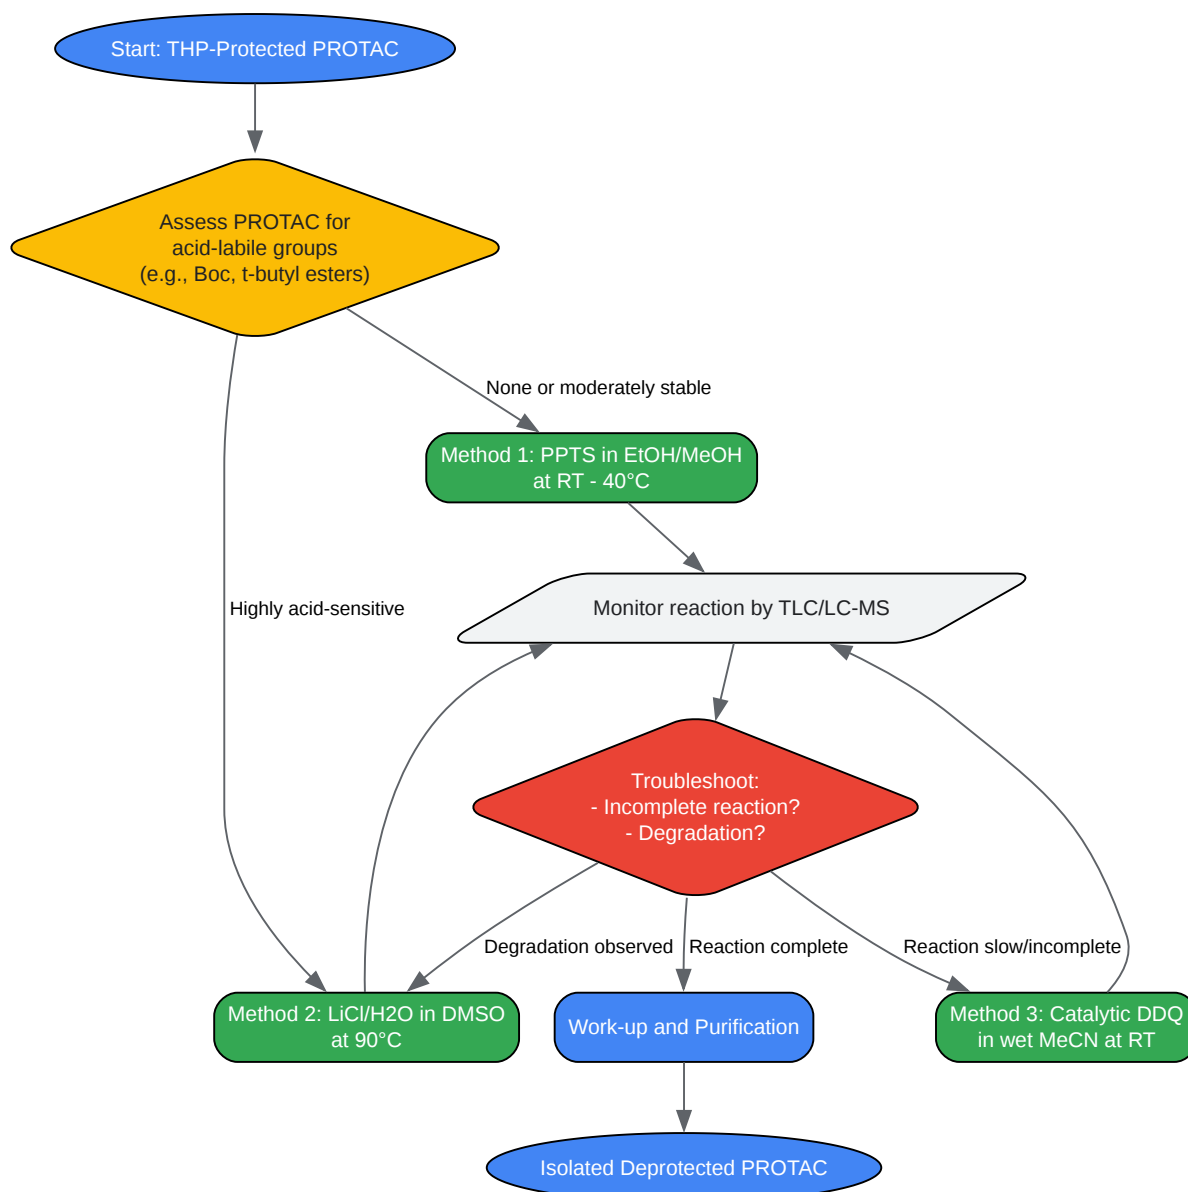 Start: THP-Protected PROTAC
Assess PROTAC for
acid-labile groups
(e.g., Boc, t-butyl esters)
None or moderately stable
Method 1: PPTS in EtOH/MeOH
at RT - 40°C
Highly acid-sensitive
Monitor reaction by TLC/LC-MS
Troubleshoot:
- Incomplete reaction?
- Degradation?
Degradation observed
Reaction complete
Reaction slow/incomplete
Method 2: LiCl/H2O in DMSO
at 90°C
Work-up and Purification
Method 3: Catalytic DDQ
in wet MeCN at RT
Isolated Deprotected PROTAC